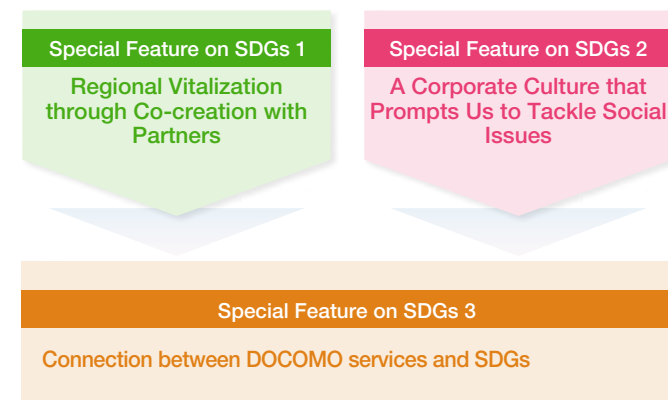 Special Feature on SDGs 1
Regional Vitalization
through Co-creation with
Partners
Special Feature on SDGs 2
A Corporate Culture that
Prompts Us to Tackle Social
Issues
Special Feature on SDGs 3
Connection between DOCOMO services and SDGs